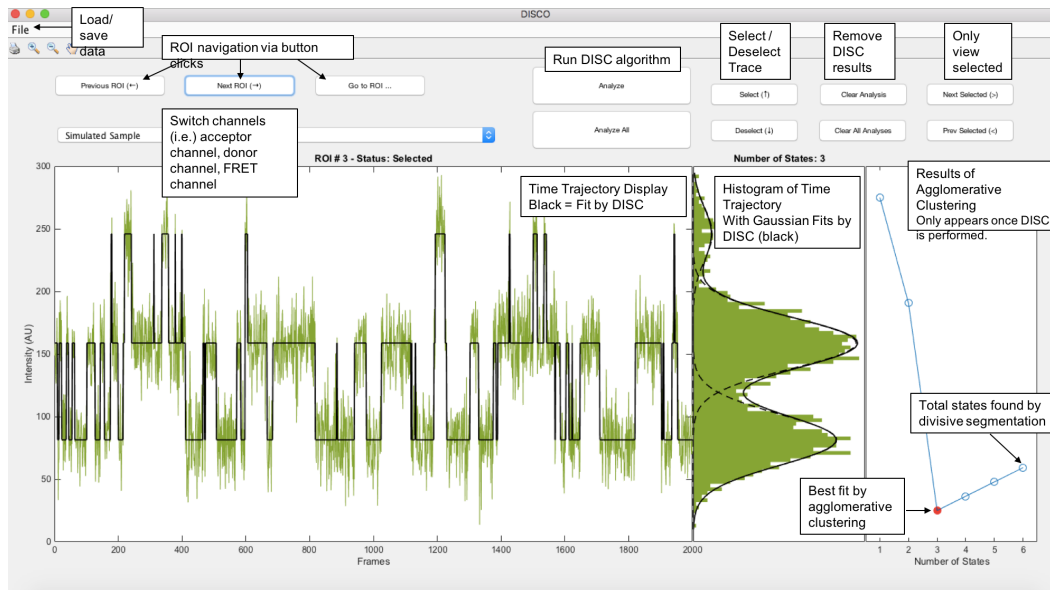 DISCO
File
Load/
save
data
ROI navigation via button
clicks
Run DISC algorithm
Select /
Deselect
Trace
Remove
DISC
results
Only
view
selected
Previous ROI (←)
Next ROI (→)
Go to ROI ...
Analyze
Select (↑)
Clear Analysis
Next Selected (>)
Simulated Sample
Switch channels
(i.e.) acceptor
channel, donor
channel, FRET
channel
Analyze All
Deselect (↓)
Clear All Analyses
Prev Selected (<)
ROI # 3 - Status: Selected
Number of States: 3
Time Trajectory Display
Black = Fit by DISC
Histogram of Time
Trajectory
With Gaussian Fits by
DISC (black)
Results of
Agglomerative
Clustering
Only appears once DISC
is performed.
Total states found by
divisive segmentation
Best fit by
agglomerative
clustering
Intensity (AU)
300
250
200
150
100
50
0
0 200 400 600 800 1000 1200 1400 1600 1800 2000
Frames
1 2 3 4 5 6
Number of States